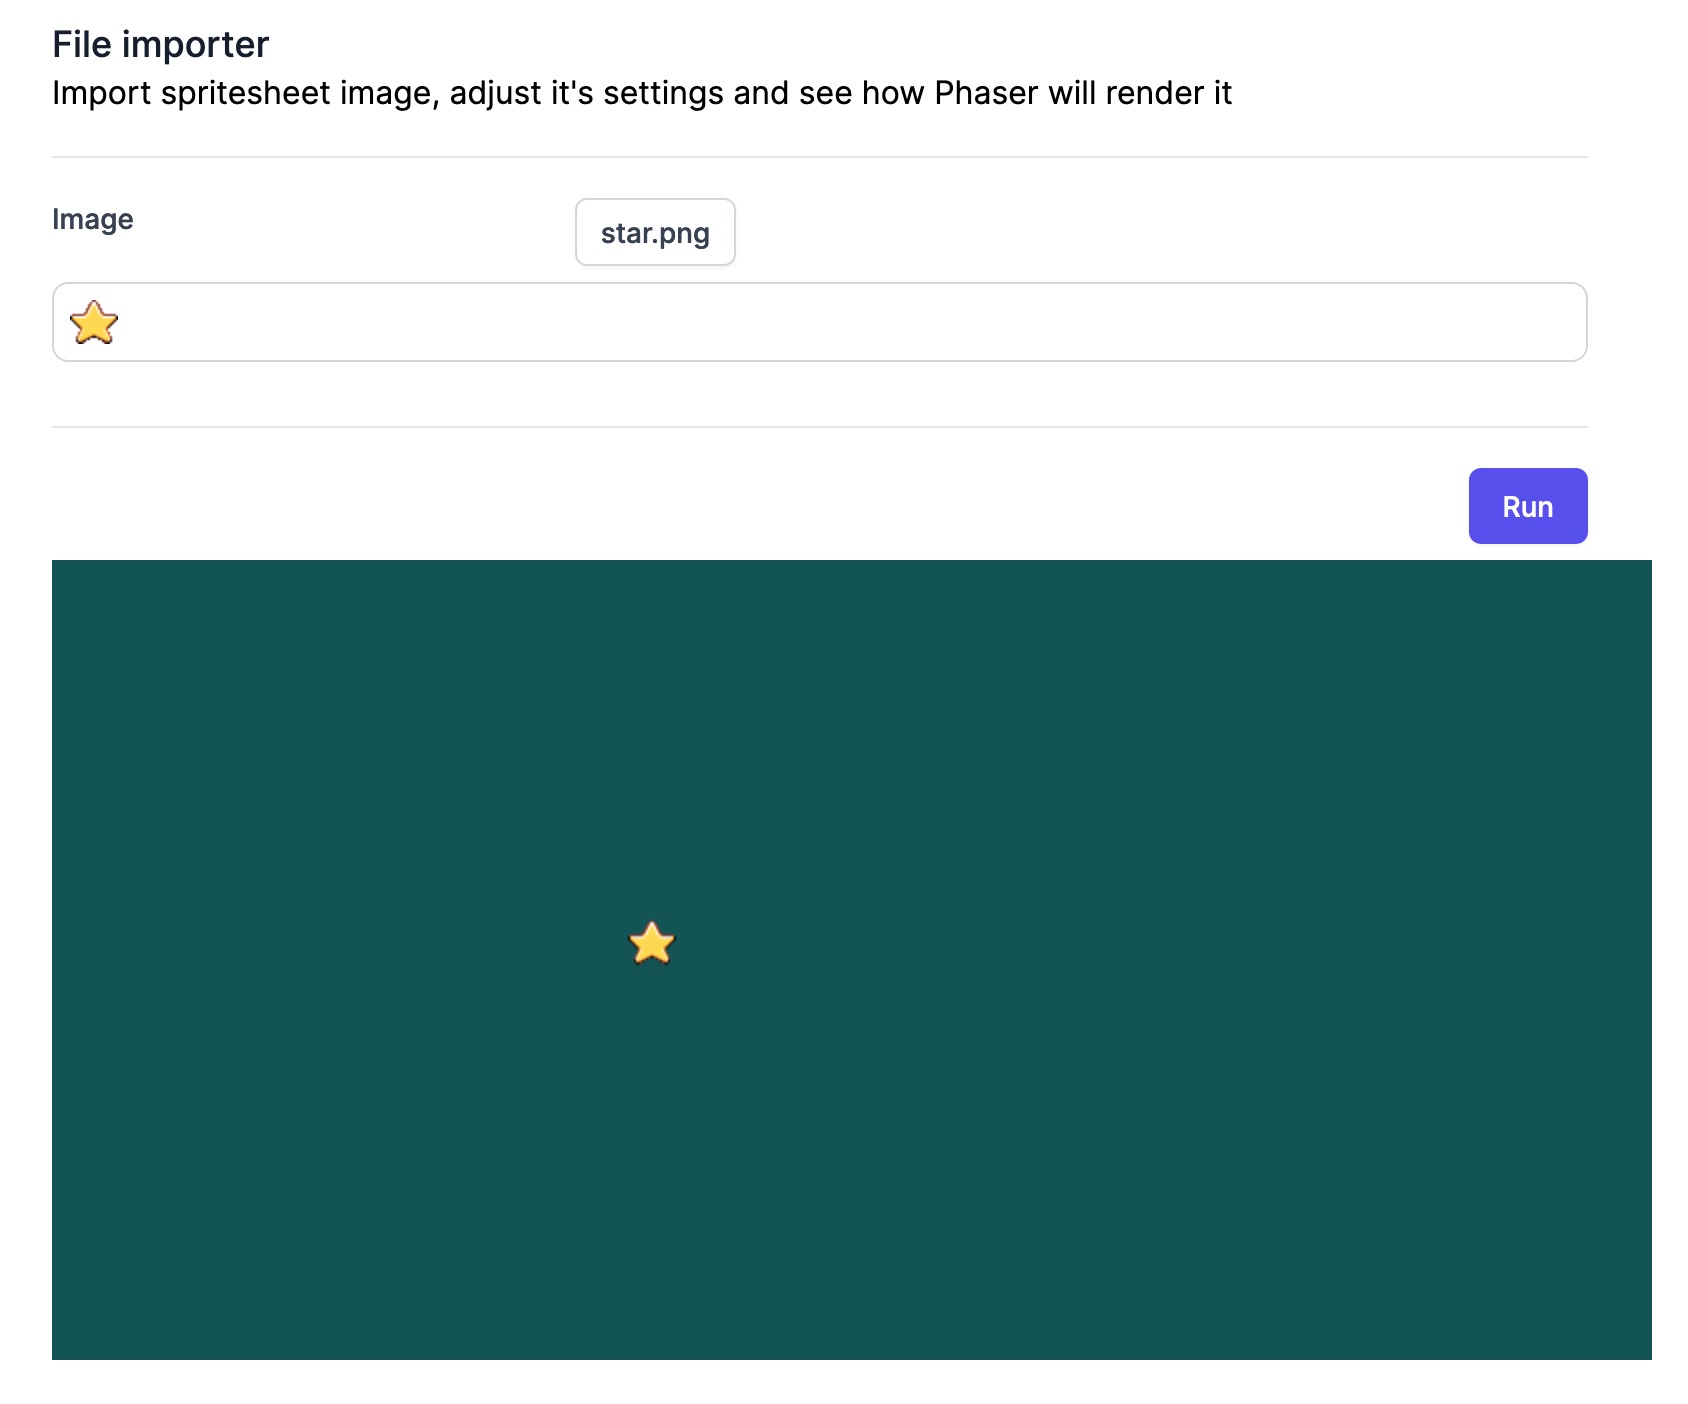 File importer
Import spritesheet image, adjust it's settings and see how Phaser will render it
Image
star.png
Run